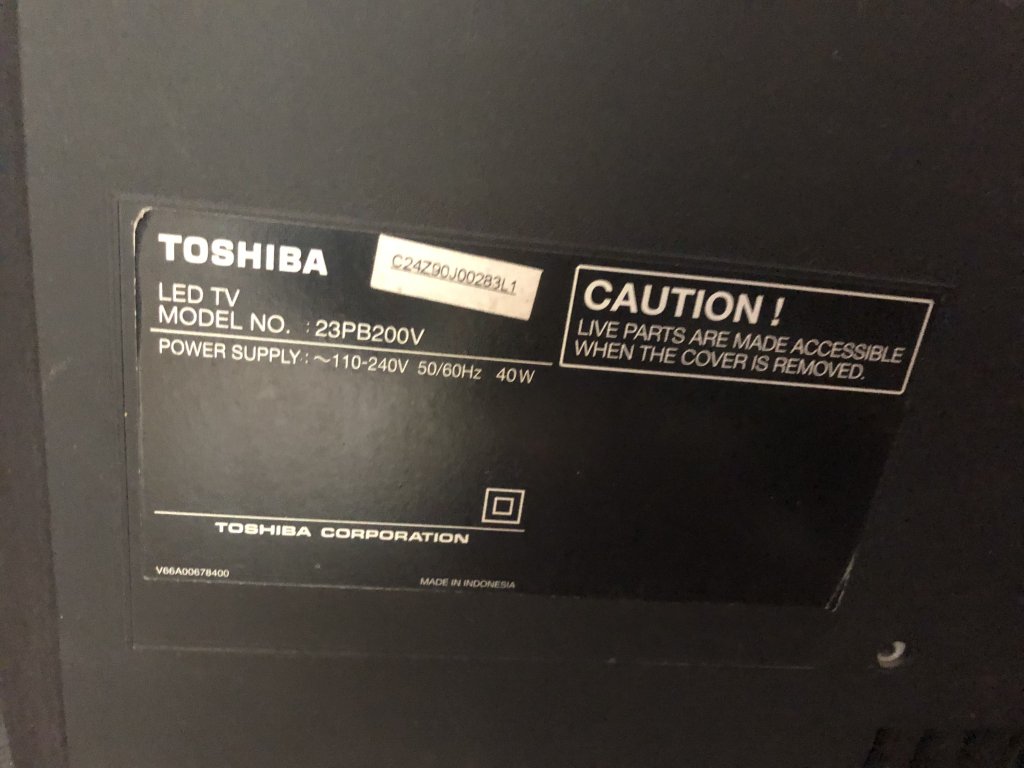 TOSHIBA
C24Z90J00283L1
LED TV
MODEL NO. : 23PB200V
POWER SUPPLY : ~110-240V 50/60Hz 40W
CAUTION !
LIVE PARTS ARE MADE ACCESSIBLE
WHEN THE COVER IS REMOVED.
TOSHIBA CORPORATION
V66A00678400
MADE IN INDONESIA